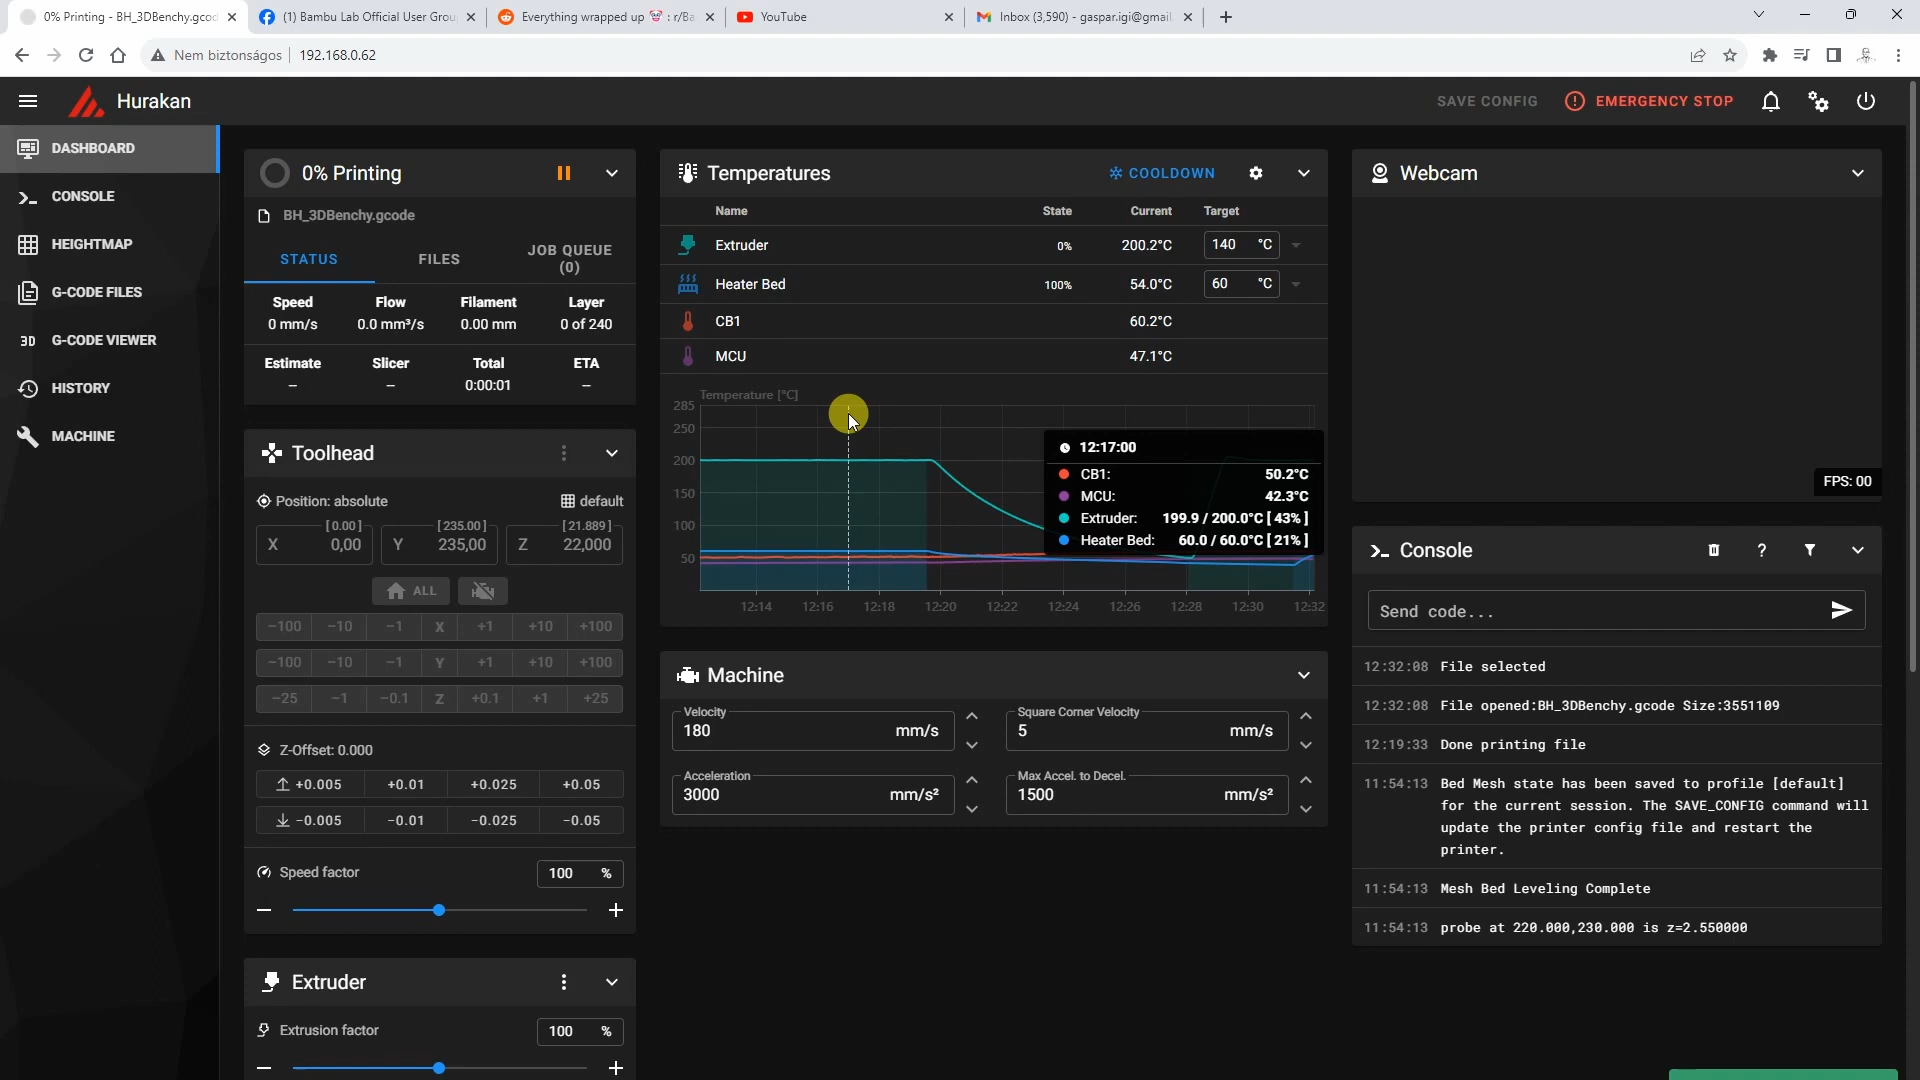 0% Printing - BH_3DBenchy.gcod
(1) Bambu Lab Official User Grou
Everything wrapped up : r/Ba
YouTube
Inbox (3,590) - gaspar.igi@gmail
Nem biztonságos
192.168.0.62
Hurakan
SAVE CONFIG
EMERGENCY STOP
DASHBOARD
CONSOLE
HEIGHTMAP
G-CODE FILES
3D G-CODE VIEWER
HISTORY
MACHINE
0% Printing
BH_3DBenchy.gcode
STATUS
FILES
JOB QUEUE
(0)
Speed Flow Filament Layer
0 mm/s 0.0 mm³/s 0.00 mm 0 of 240
Estimate Slicer Total ETA
-- -- 0:00:01 --
Toolhead
Position: absolute
default
[0.00] [235.00] [21.889]
X 0,00 Y 235,00 Z 22,000
ALL
-100 -10 -1 X +1 +10 +100
-100 -10 -1 Y +1 +10 +100
-25 -1 -0.1 Z +0.1 +1 +25
Z-Offset: 0.000
+0.005 +0.01 +0.025 +0.05
-0.005 -0.01 -0.025 -0.05
Speed factor 100 %
Extruder
Extrusion factor 100 %
Temperatures
COOLDOWN
Name State Current Target
Extruder 0% 200.2°C 140 °C
Heater Bed 100% 54.0°C 60 °C
CB1 60.2°C
MCU 47.1°C
Temperature [°C]
285
250
200
150
100
50
12:14 12:16 12:18 12:20 12:22 12:24 12:26 12:28 12:30 12:32
12:17:00
CB1: 50.2°C
MCU: 42.3°C
Extruder: 199.9 / 200.0°C [ 43% ]
Heater Bed: 60.0 / 60.0°C [ 21% ]
Machine
Velocity
180 mm/s
Square Corner Velocity
5 mm/s
Acceleration
3000 mm/s²
Max Accel. to Decel.
1500 mm/s²
Webcam
FPS: 00
Console
Send code...
12:32:08 File selected
12:32:08 File opened:BH_3DBenchy.gcode Size:3551109
12:19:33 Done printing file
11:54:13 Bed Mesh state has been saved to profile [default]
for the current session. The SAVE_CONFIG command will
update the printer config file and restart the
printer.
11:54:13 Mesh Bed Leveling Complete
11:54:13 probe at 220.000,230.000 is z=2.550000